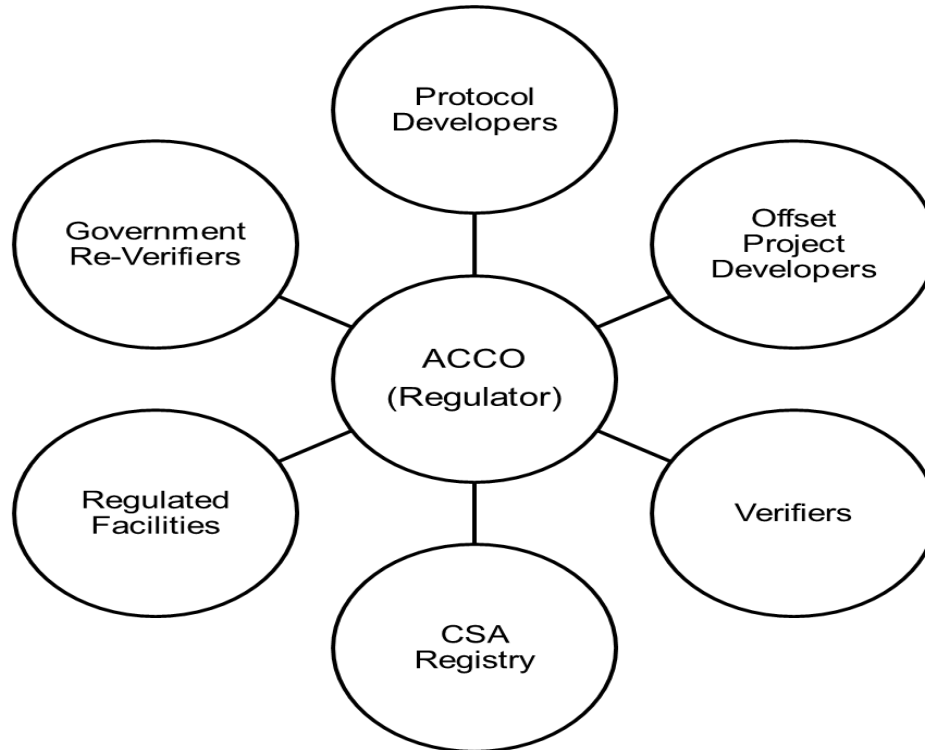 Protocol
Developers
Government
Re-Verifiers
Offset
Project
Developers
ACCO
(Regulator)
Regulated
Facilities
Verifiers
CSA
Registry